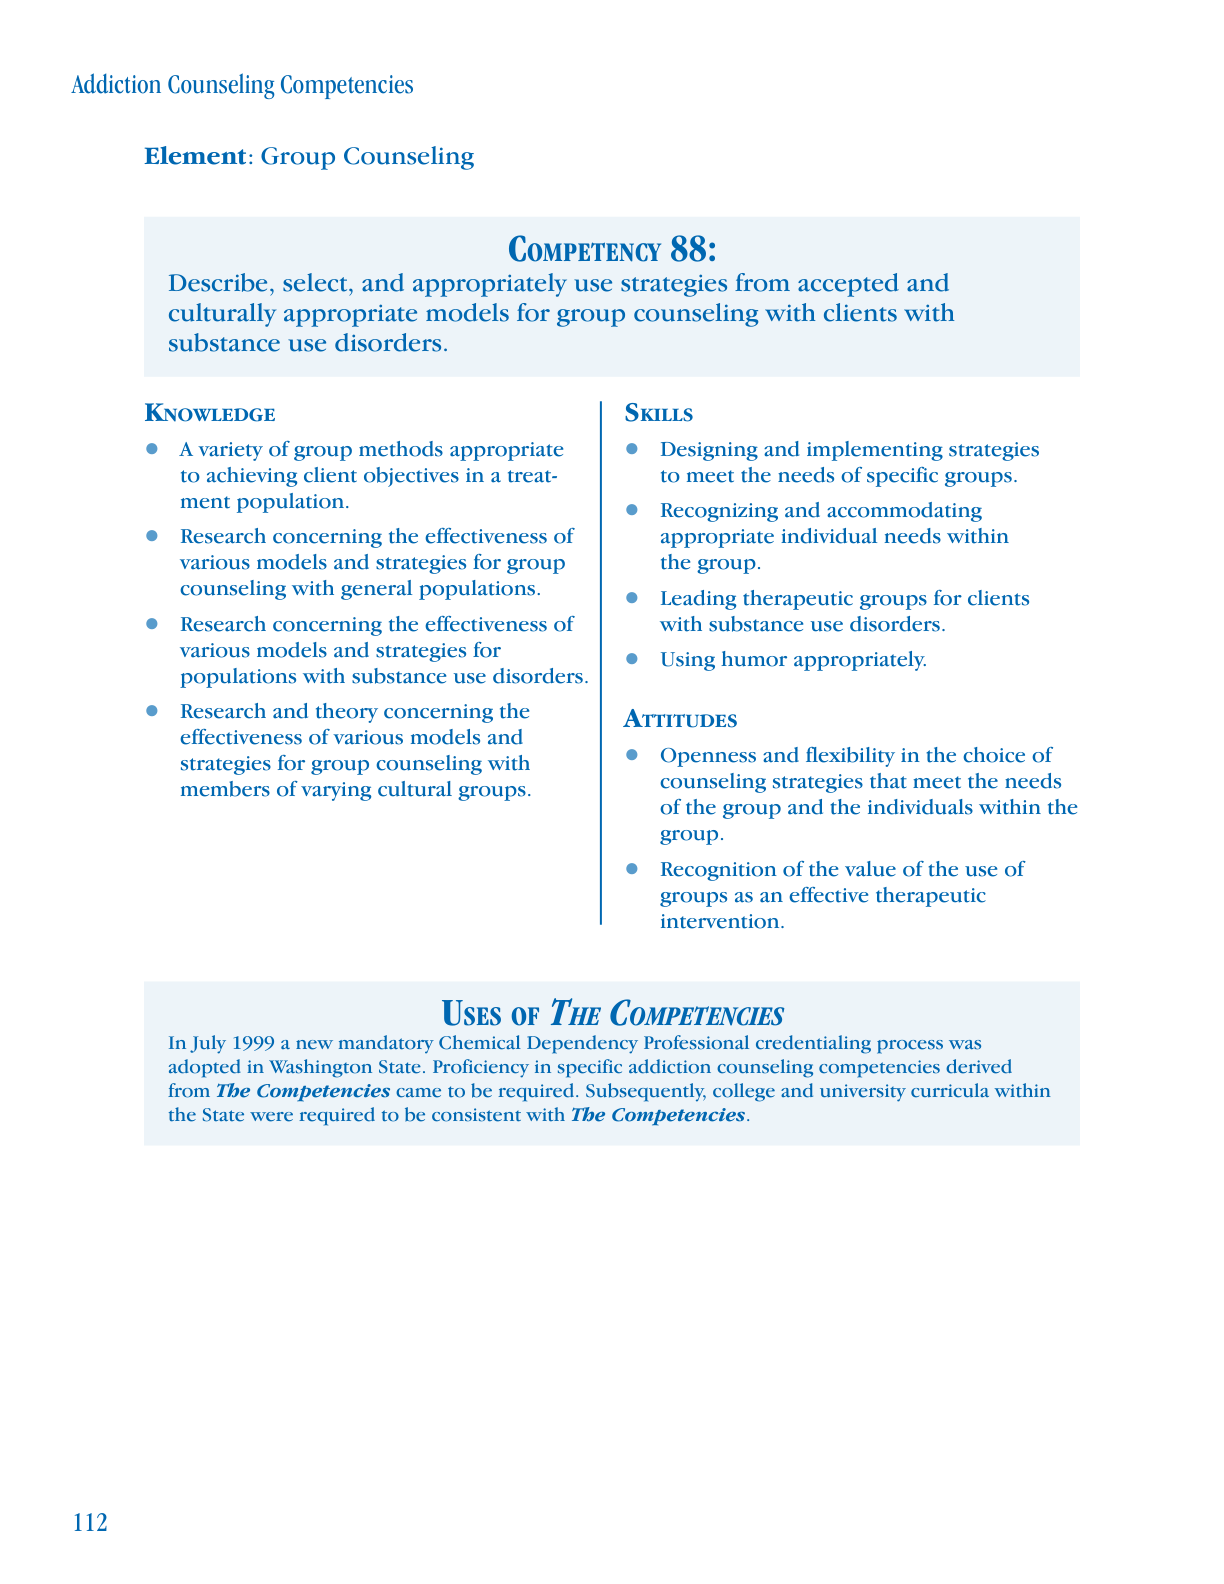 Addiction Counseling Competencies
Element: Group Counseling
Competency 88:
Describe, select, and appropriately use strategies from accepted and
culturally appropriate models for group counseling with clients with
substance use disorders.
Knowledge
● A variety of group methods appropriate
to achieving client objectives in a treat-
ment population.
● Research concerning the effectiveness of
various models and strategies for group
counseling with general populations.
● Research concerning the effectiveness of
various models and strategies for
populations with substance use disorders.
● Research and theory concerning the
effectiveness of various models and
strategies for group counseling with
members of varying cultural groups.
Skills
● Designing and implementing strategies
to meet the needs of specific groups.
● Recognizing and accommodating
appropriate individual needs within
the group.
● Leading therapeutic groups for clients
with substance use disorders.
● Using humor appropriately.
Attitudes
● Openness and flexibility in the choice of
counseling strategies that meet the needs
of the group and the individuals within the
group.
● Recognition of the value of the use of
groups as an effective therapeutic
intervention.
Uses of The Competencies
In July 1999 a new mandatory Chemical Dependency Professional credentialing process was
adopted in Washington State. Proficiency in specific addiction counseling competencies derived
from The Competencies came to be required. Subsequently, college and university curricula within
the State were required to be consistent with The Competencies.
112